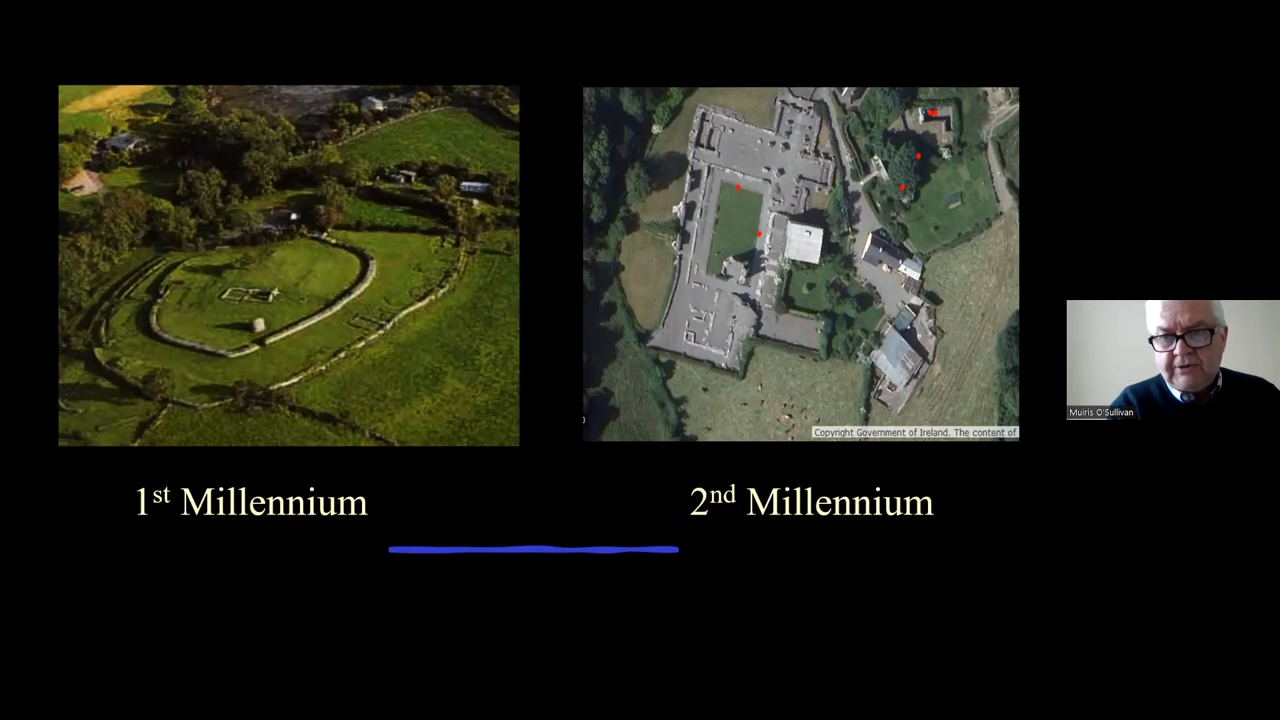 Copyright Government of Ireland. The content of
Muiris O'Sullivan
1st Millennium
2nd Millennium